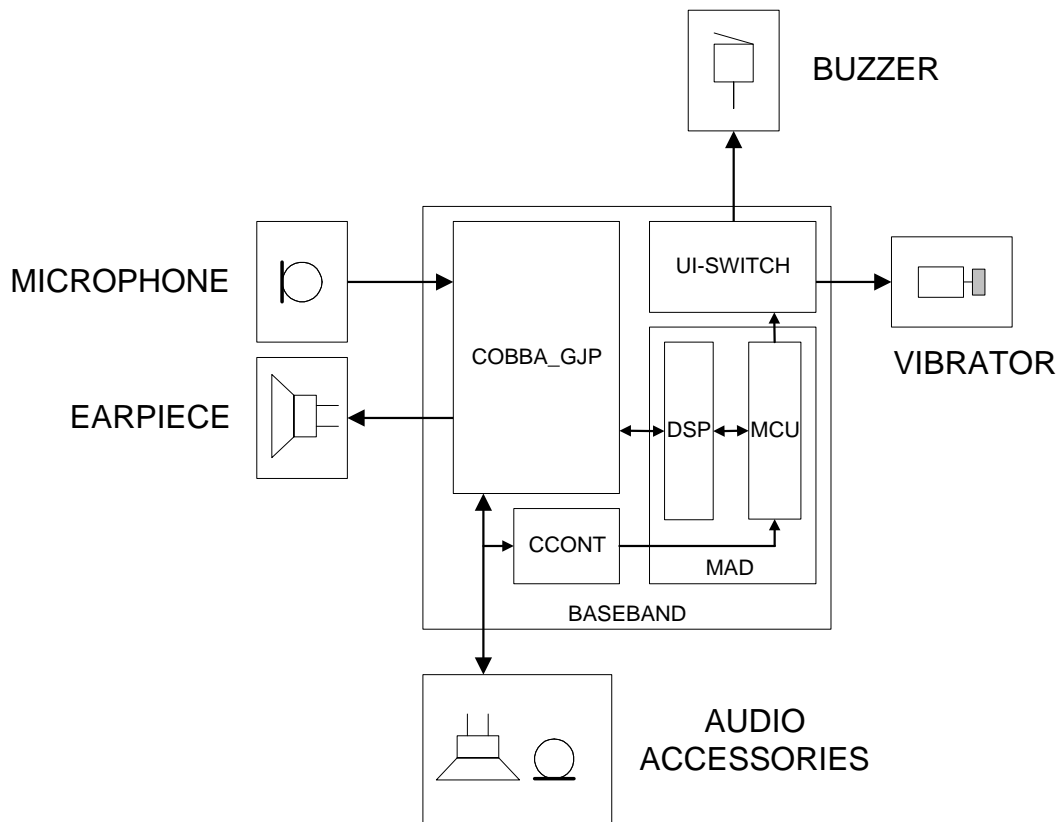 BUZZER
MICROPHONE
UI-SWITCH
COBBA_GJP
VIBRATOR
EARPIECE
DSP
MCU
CCONT
MAD
BASEBAND
AUDIO
ACCESSORIES